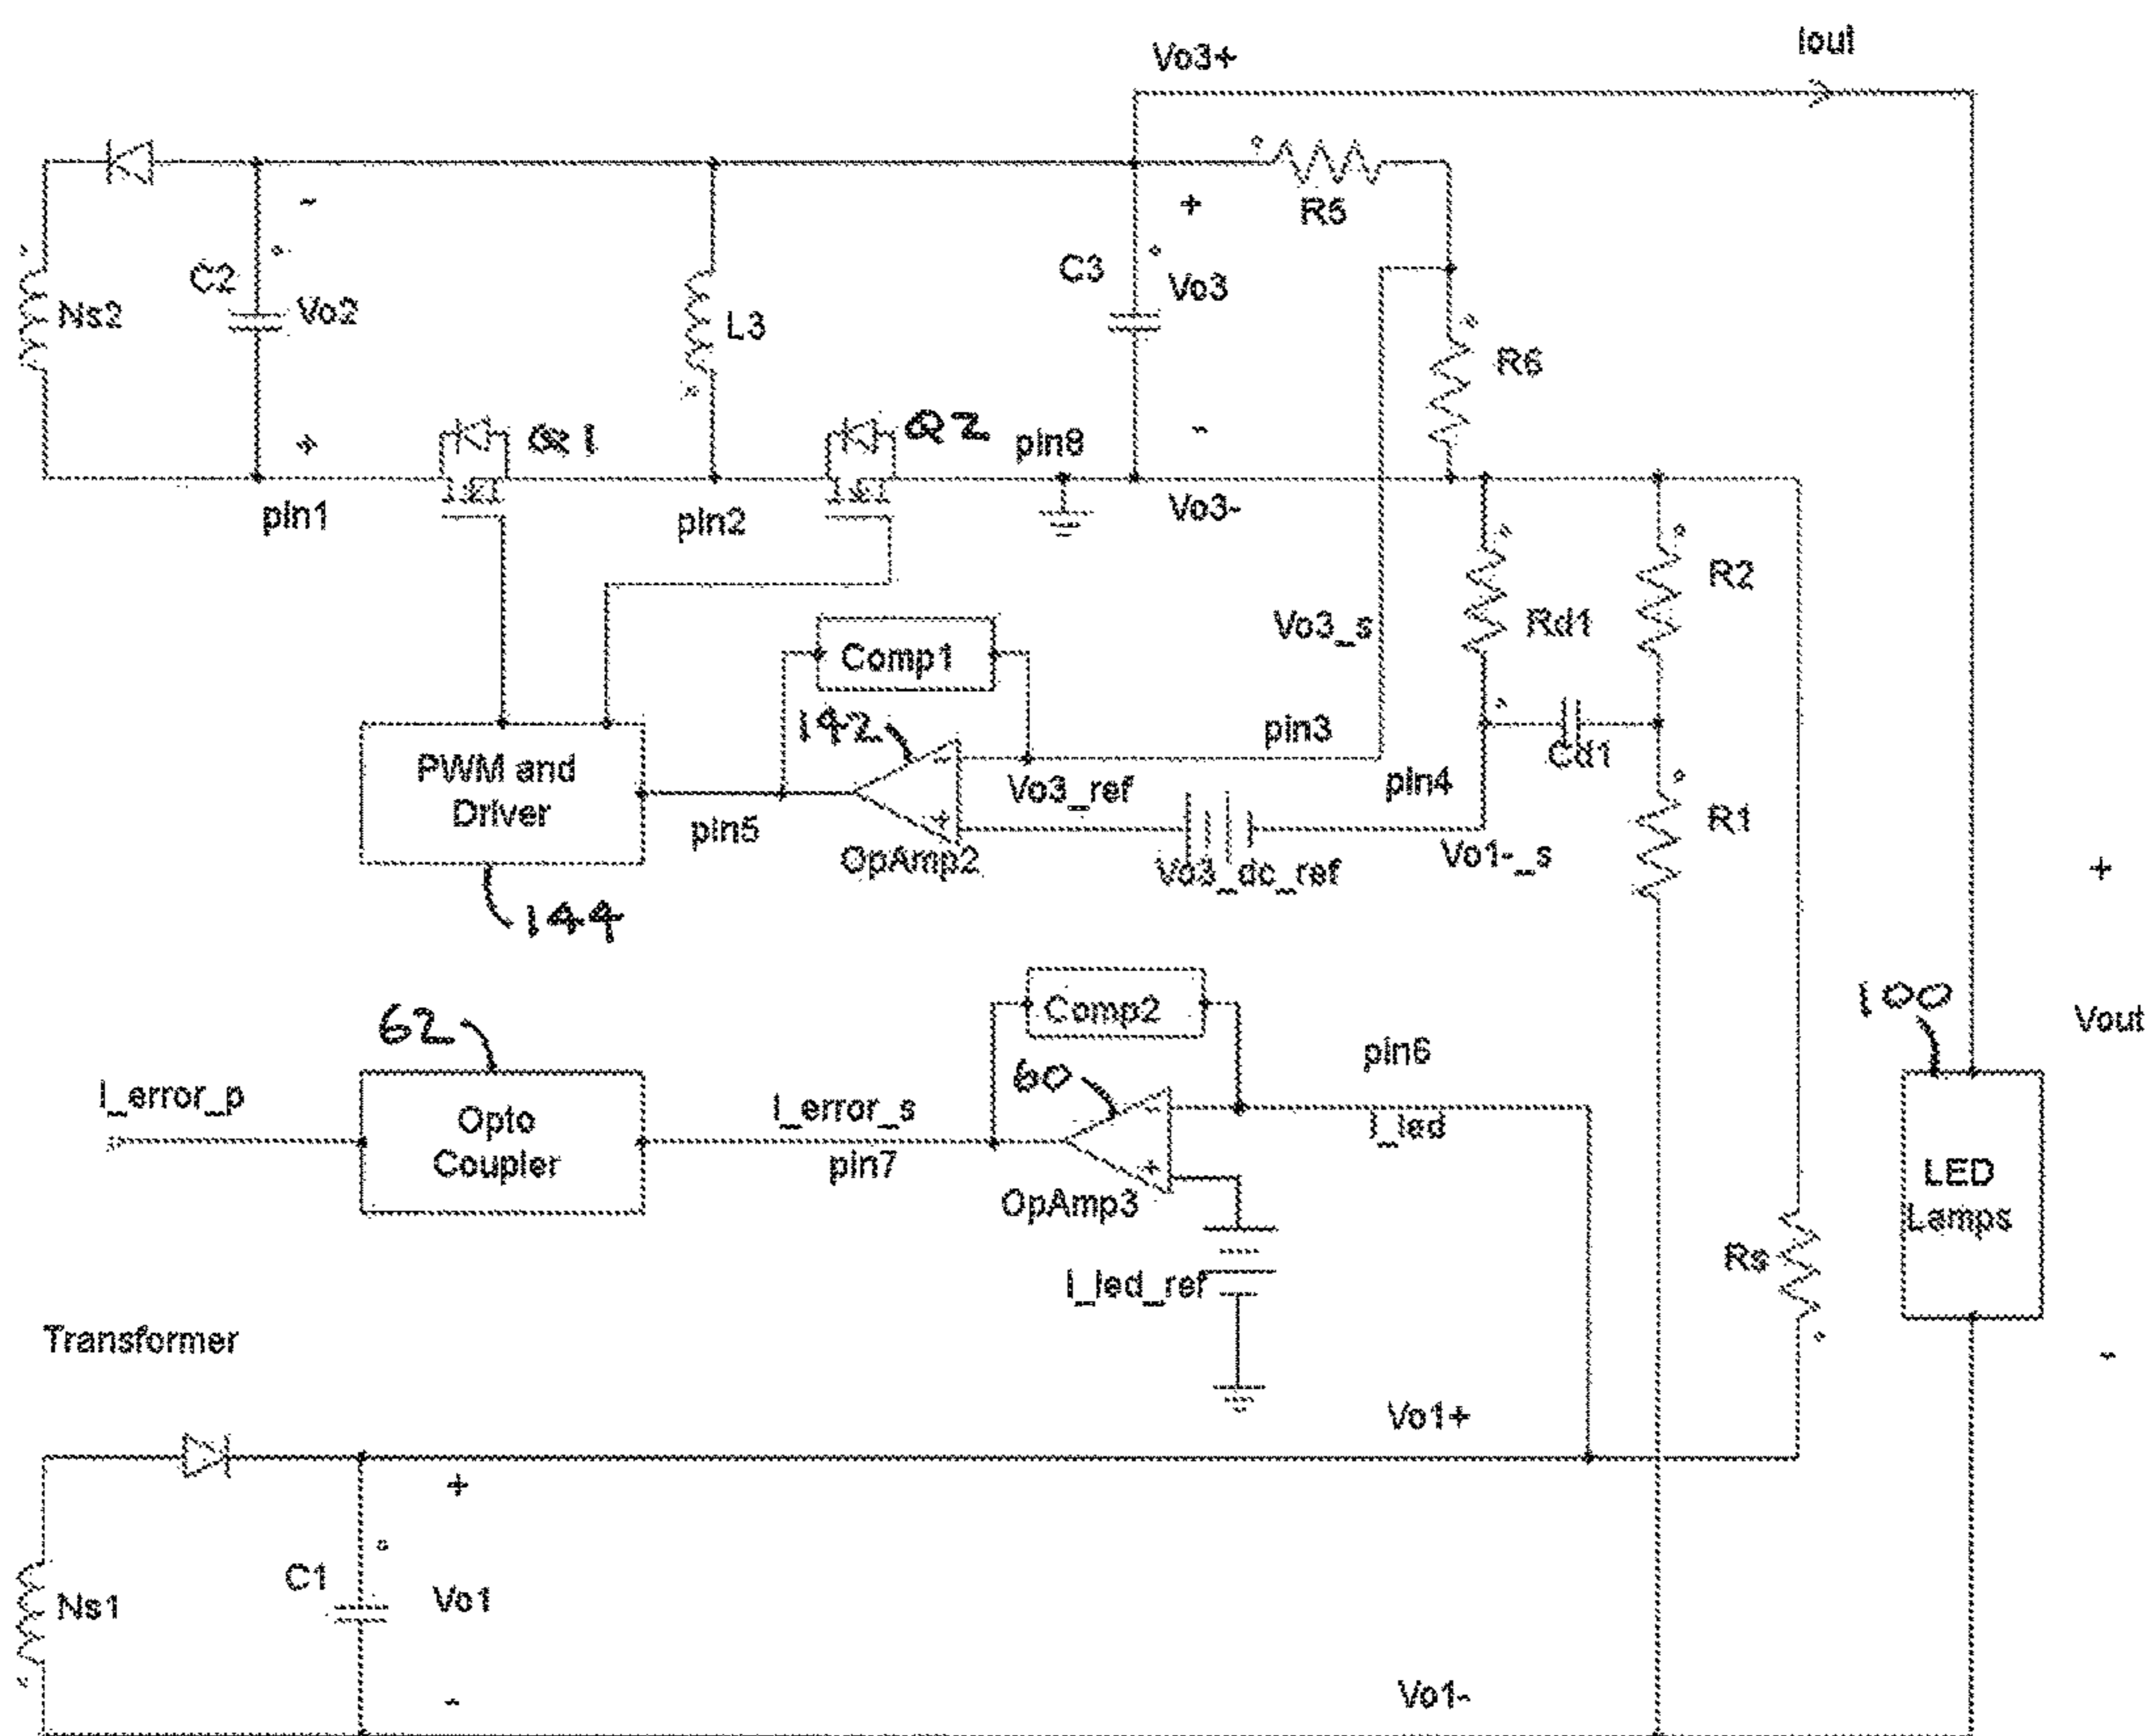 Iout
Vo3+
R5
C2
Vo2
-
+
Ns2
L3
C3
+
Vo3
-
R6
Q1
Q2
pin8
pin1
pin2
Vo3-
R2
Rd1
Vo3_s
Comp1
142
pin3
Cd1
PWM and
Driver
Vo3_ref
pin4
R1
pin5
OpAmp2
Vo3_dc_ref
Vo1-_s
144
+
Vout
-
100
LED
Lamps
62
Comp2
60
pin6
I_error_p
Opto
Coupler
I_error_s
pin7
I_led
OpAmp3
I_led_ref
Rs
Transformer
Vo1+
+
C1
Vo1
Ns1
-
Vo1-